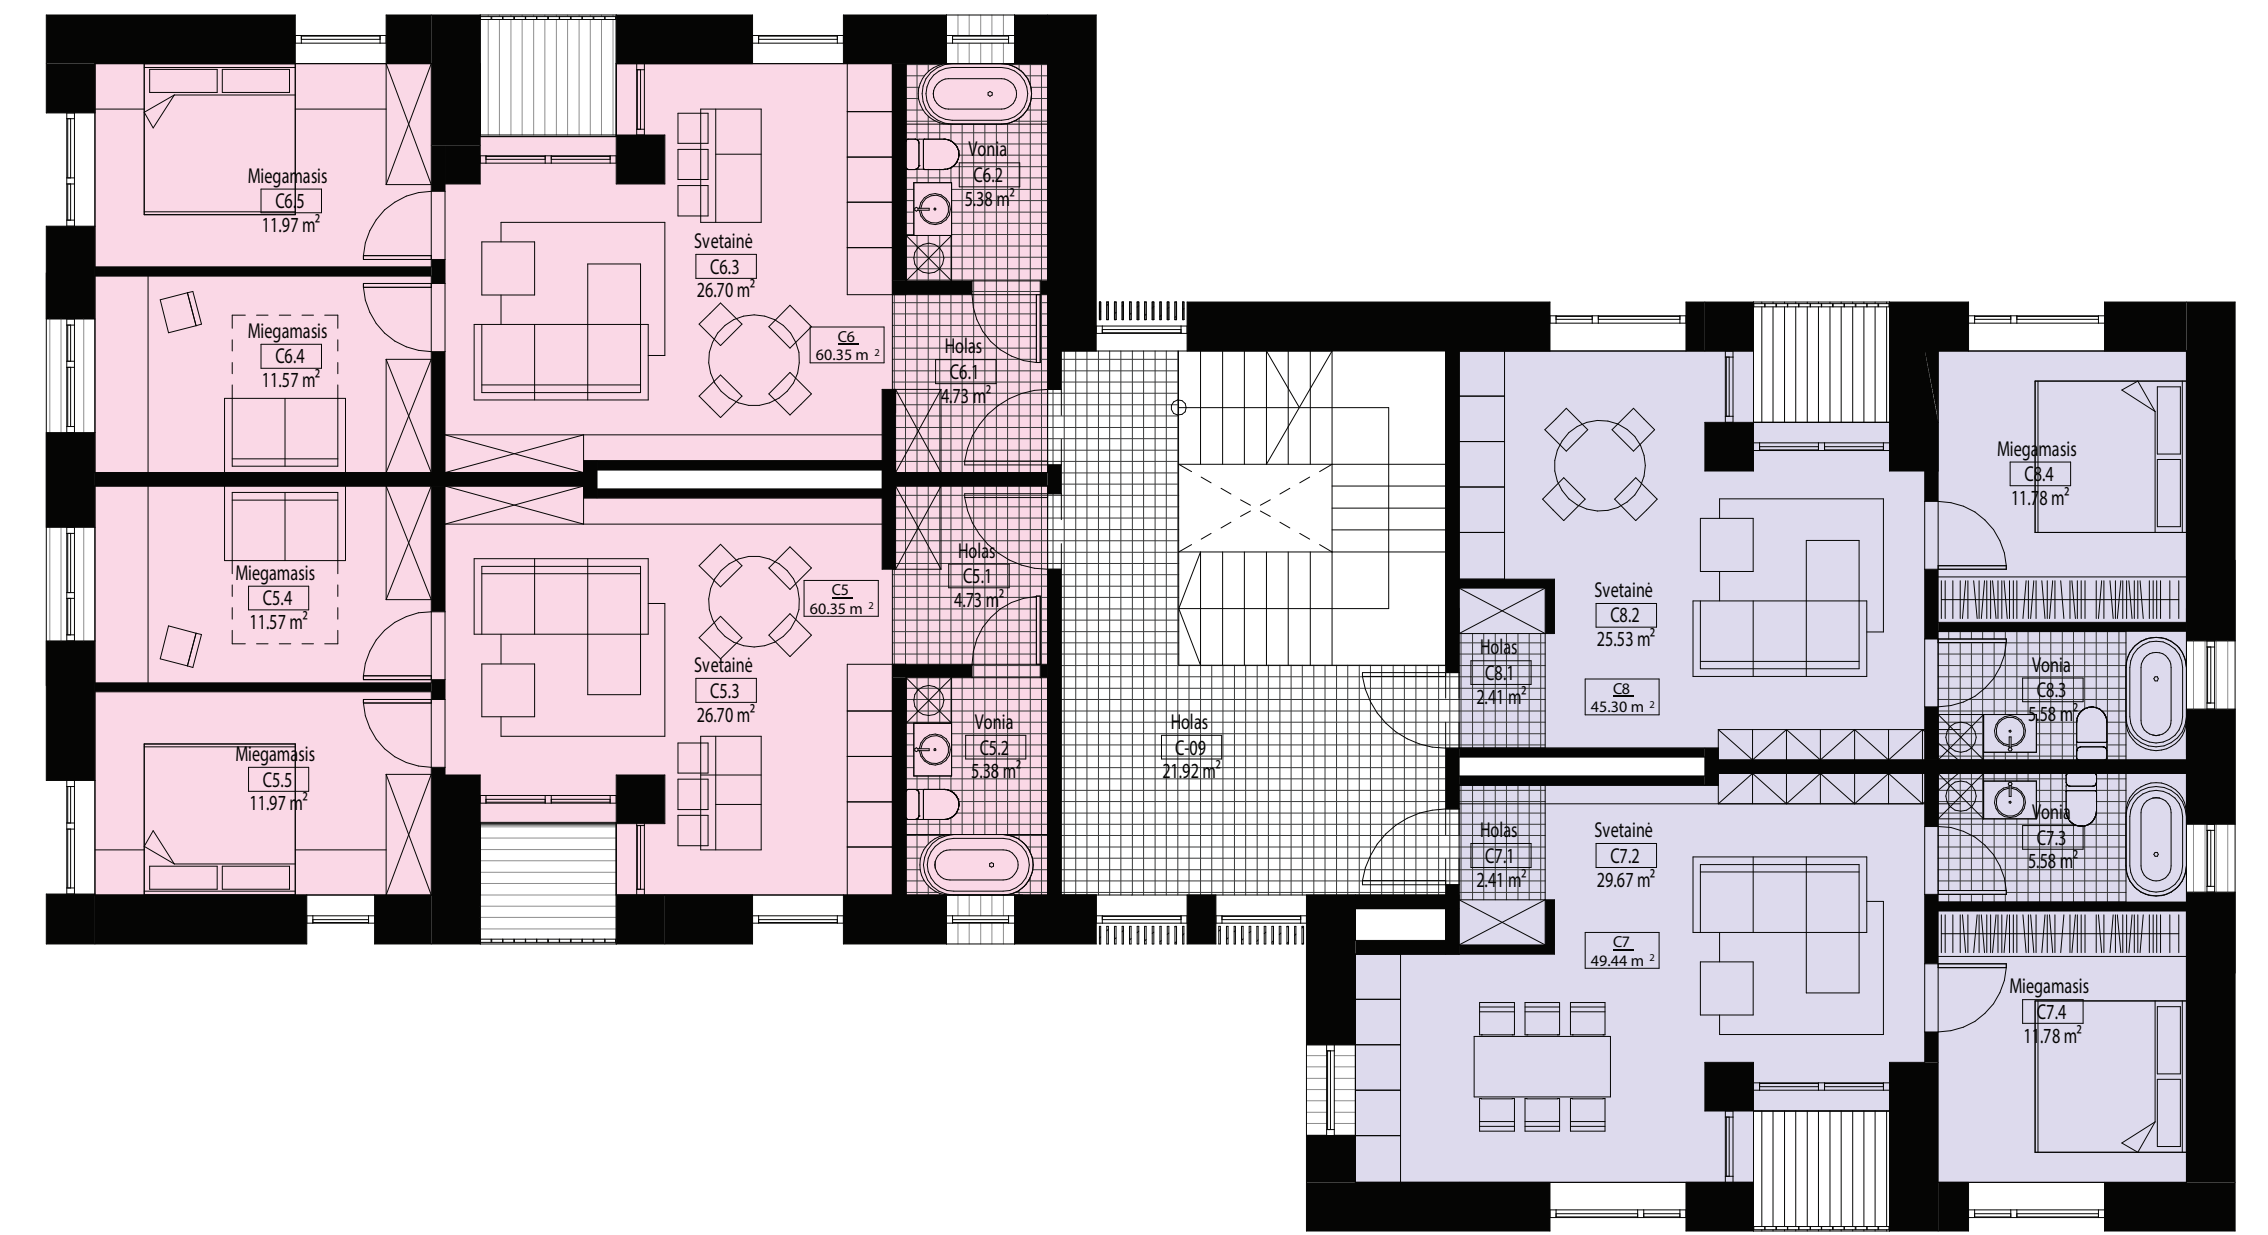 Miegamasis
C6.5
11.97 m²
Miegamasis
C6.4
11.57 m²
Svetainė
C6.3
26.70 m²
C6
60.35 m ²
Vonia
C6.2
5.38 m²
Holas
C6.1
4.73 m²
Miegamasis
C5.4
11.57 m²
Miegamasis
C5.5
11.97 m²
Svetainė
C5.3
26.70 m²
C5
60.35 m ²
Holas
C5.1
4.73 m²
Vonia
C5.2
5.38 m²
Holas
C-09
21.92 m²
Holas
C8.1
2.41 m²
Svetainė
C8.2
25.53 m²
C8
45.30 m ²
Miegamasis
C8.4
11.78 m²
Vonia
C8.3
5.58 m²
Holas
C7.1
2.41 m²
Svetainė
C7.2
29.67 m²
C7
49.44 m ²
Vonia
C7.3
5.58 m²
Miegamasis
C7.4
11.78 m²